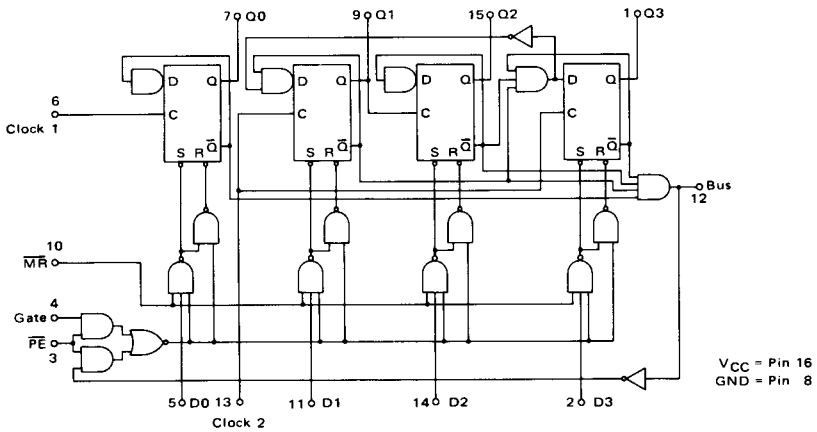 7 Q0
9 Q1
15 Q2
1 Q3
D Q
D Q
D Q
D Q
6
Clock 1
C
C
C
C
Q̅
Q̅
Q̅
Q̅
S R
S R
S R
S R
Bus
12
10
M̅R̅
4
Gate
P̅E̅
3
VCC = Pin 16
GND = Pin 8
5 D0
13
Clock 2
11 D1
14 D2
2 D3